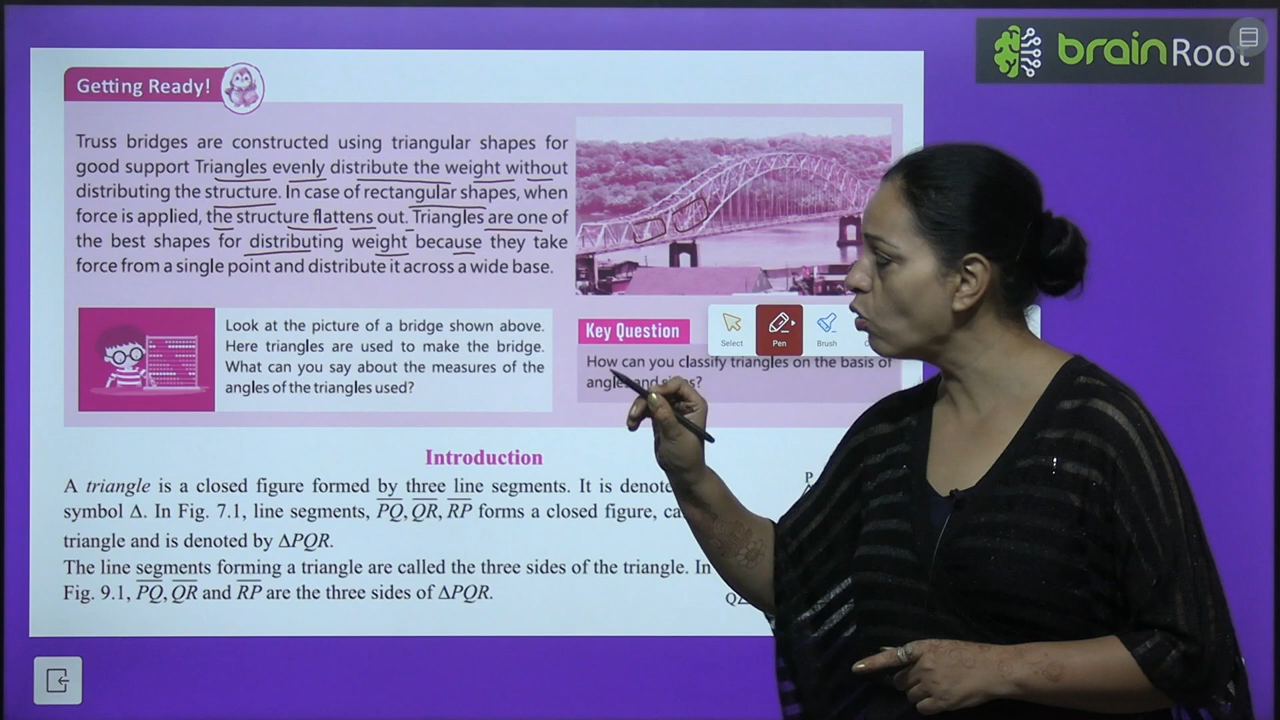 brainRoot
Getting Ready!
Truss bridges are constructed using triangular shapes for
good support Triangles evenly distribute the weight without
distributing the structure. In case of rectangular shapes, when
force is applied, the structure flattens out. Triangles are one of
the best shapes for distributing weight because they take
force from a single point and distribute it across a wide base.
Look at the picture of a bridge shown above.
Here triangles are used to make the bridge.
What can you say about the measures of the
angles of the triangles used?
Key Question
Select
Pen
Brush
How can you classify triangles on the basis of
angles and sides?
Introduction
A triangle is a closed figure formed by three line segments. It is denote
symbol Δ. In Fig. 7.1, line segments, P̅Q̅, Q̅R̅, R̅P̅ forms a closed figure, ca
triangle and is denoted by ΔPQR.
The line segments forming a triangle are called the three sides of the triangle. In
Fig. 9.1, P̅Q̅, Q̅R̅ and R̅P̅ are the three sides of ΔPQR.
P
Q